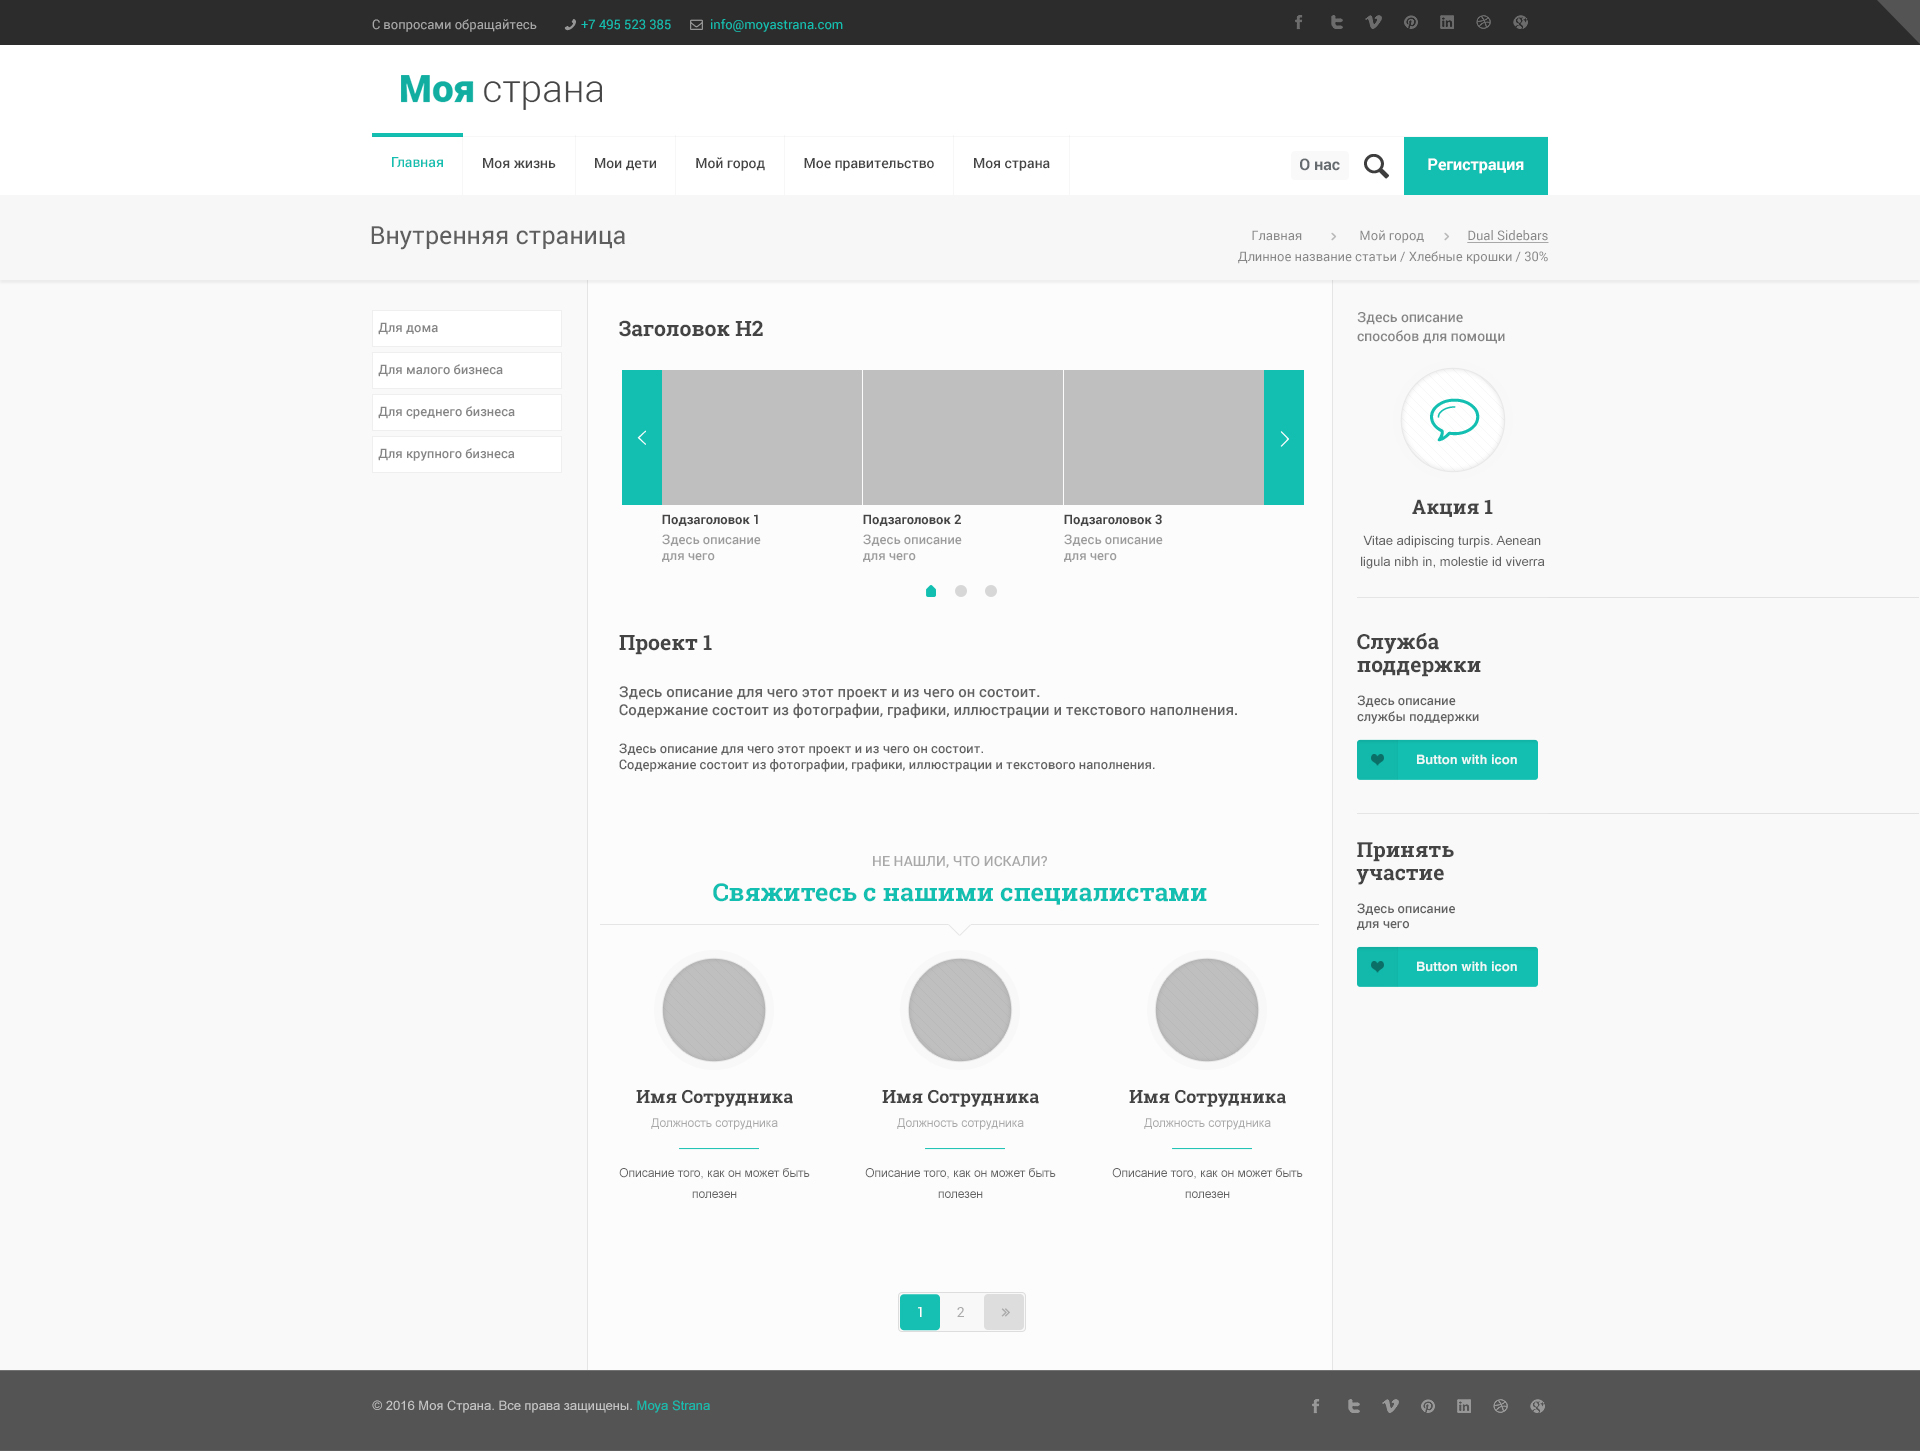 С вопросами обращайтесь +7 495 523 385 info@moyastrana.com
Моя страна
Главная Моя жизнь Мои дети Мой город Мое правительство Моя страна О нас Регистрация
Внутренняя страница
Главная > Мой город > Dual Sidebars
Длинное название статьи / Хлебные крошки / 30%
Для дома
Для малого бизнеса
Для среднего бизнеса
Для крупного бизнеса
Заголовок H2
Подзаголовок 1
Здесь описание
для чего
Подзаголовок 2
Здесь описание
для чего
Подзаголовок 3
Здесь описание
для чего
Проект 1
Здесь описание для чего этот проект и из чего он состоит.
Содержание состоит из фотографии, графики, иллюстрации и текстового наполнения.
Здесь описание для чего этот проект и из чего он состоит.
Содержание состоит из фотографии, графики, иллюстрации и текстового наполнения.
НЕ НАШЛИ, ЧТО ИСКАЛИ?
Свяжитесь с нашими специалистами
Имя Сотрудника
Должность сотрудника
Описание того, как он может быть
полезен
Имя Сотрудника
Должность сотрудника
Описание того, как он может быть
полезен
Имя Сотрудника
Должность сотрудника
Описание того, как он может быть
полезен
1 2 »
Здесь описание
способов для помощи
Акция 1
Vitae adipiscing turpis. Aenean
ligula nibh in, molestie id viverra
Служба
поддержки
Здесь описание
службы поддержки
Button with icon
Принять
участие
Здесь описание
для чего
Button with icon
© 2016 Моя Страна. Все права защищены. Moya Strana